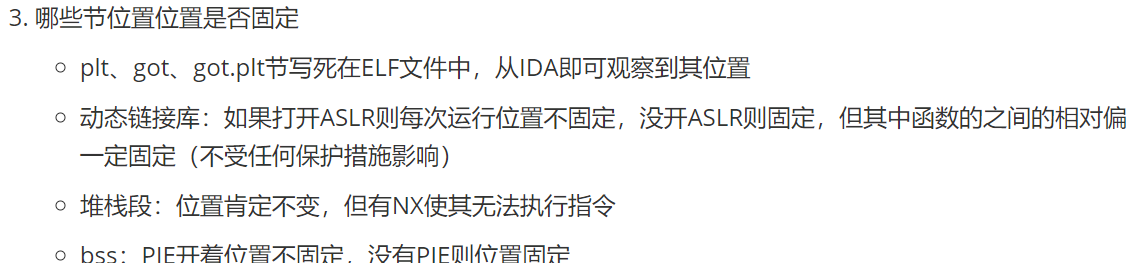 3. 哪些节位置位置是否固定
plt、got、got.plt节写死在ELF文件中，从IDA即可观察到其位置
动态链接库：如果打开ASLR则每次运行位置不固定，没开ASLR则固定，但其中函数的之间的相对偏
一定固定（不受任何保护措施影响）
堆栈段：位置肯定不变，但有NX使其无法执行指令
bss：PIE开着位置不固定，没有PIE则位置固定